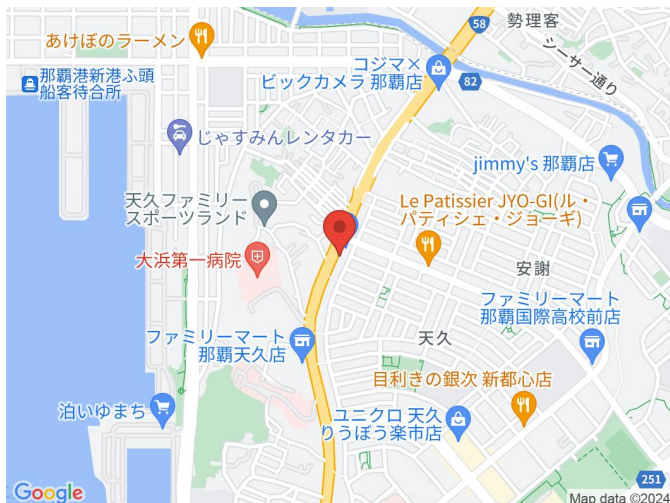 58
勢理客
シーサー通り
あけぼのラーメン
コジマ×
ビックカメラ 那覇店
82
那覇港新港ふ頭
船客待合所
じゃすみんレンタカー
jimmy's 那覇店
天久ファミリー
スポーツランド
Le Patissier JYO-GI(ル・
パティシェ・ジョーギ)
大浜第一病院
安謝
ファミリーマート
那覇国際高校前店
ファミリーマート
那覇天久店
天久
目利きの銀次 新都心店
泊いゆまち
ユニクロ 天久
りうぼう楽市店
251
Google
Map data ©2024